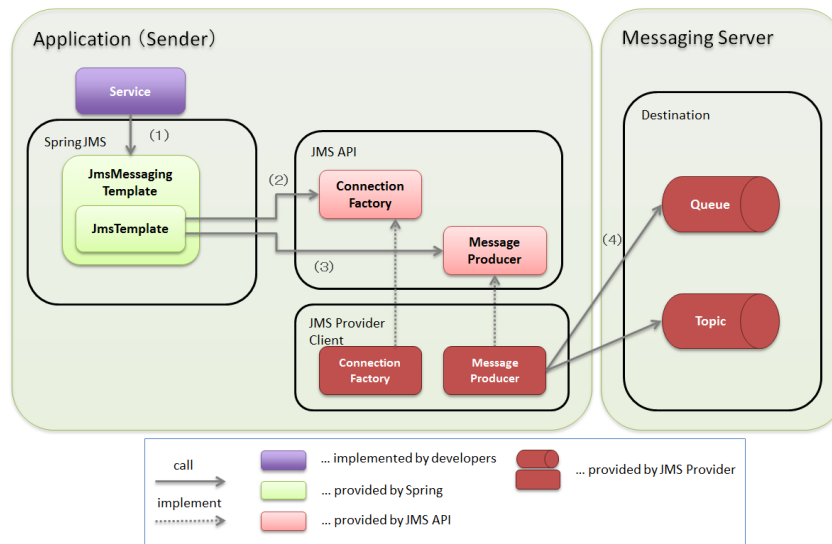 Application（Sender）
Messaging Server
Service
(1)
Spring JMS
JmsMessaging
Template
JmsTemplate
(2)
(3)
JMS API
Connection
Factory
Message
Producer
JMS Provider
Client
Connection
Factory
Message
Producer
(4)
Destination
Queue
Topic
call
implement
... implemented by developers
... provided by Spring
... provided by JMS API
... provided by JMS Provider